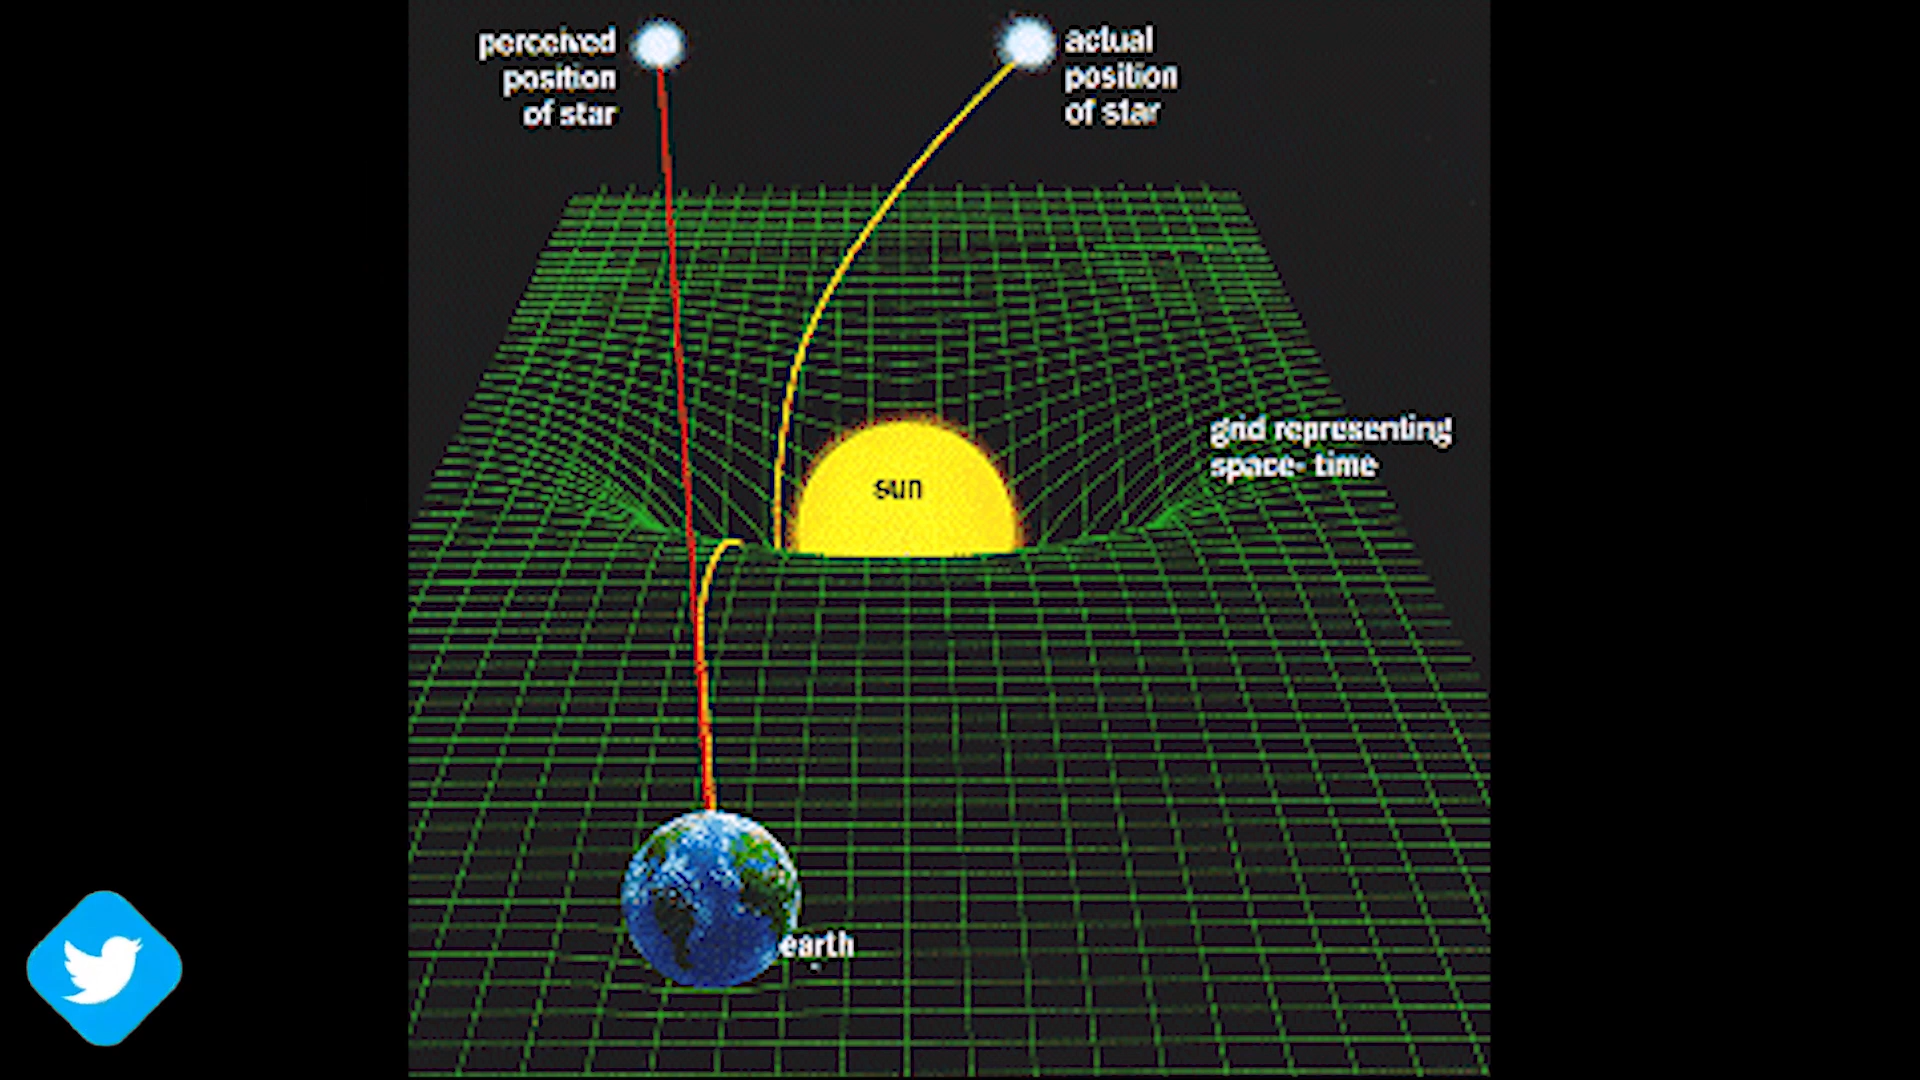 perceived
position
of star
actual
position
of star
grid representing
space- time
sun
earth